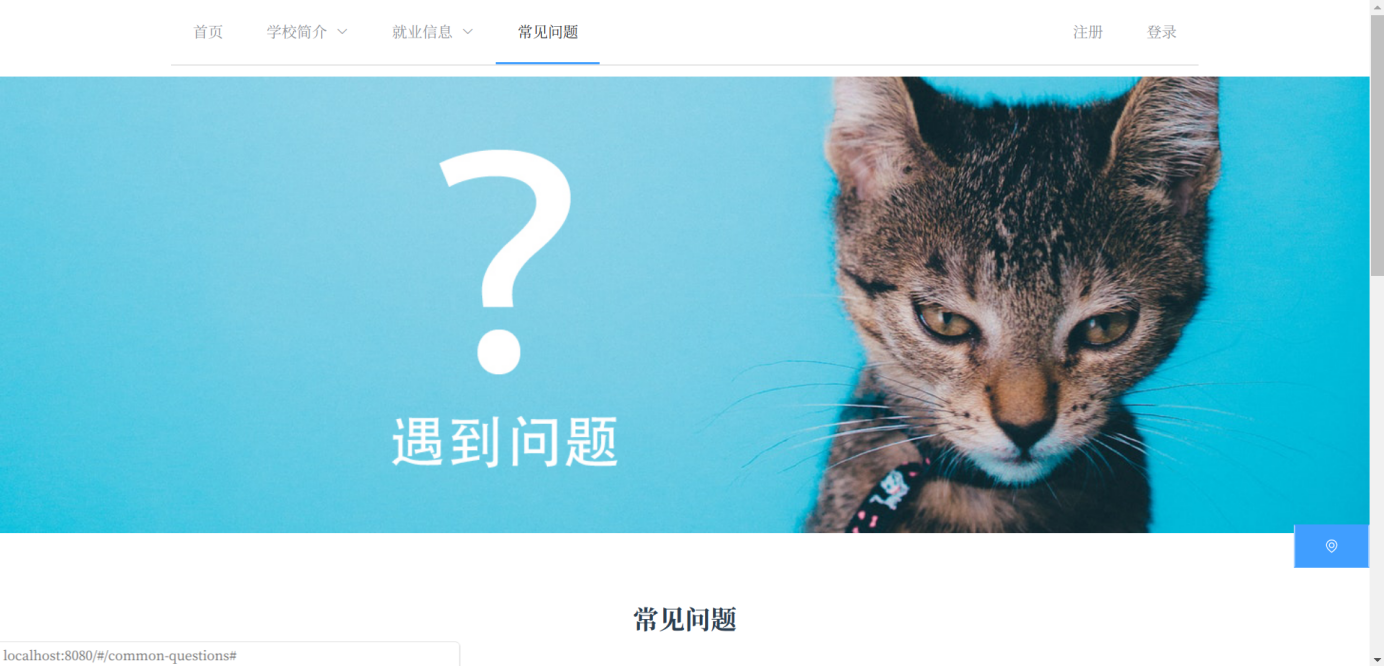 首页 学校简介 就业信息 常见问题 注册 登录
?
遇到问题
常见问题
localhost:8080/#/common-questions#